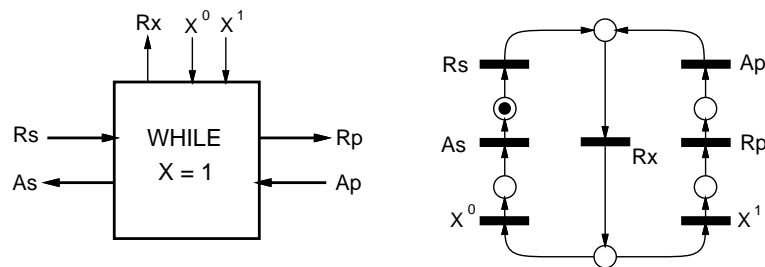 Rx X⁰ X¹
Rs WHILE Rp
As X = 1 Ap
Rs Ap
As Rx Rp
X⁰ X¹